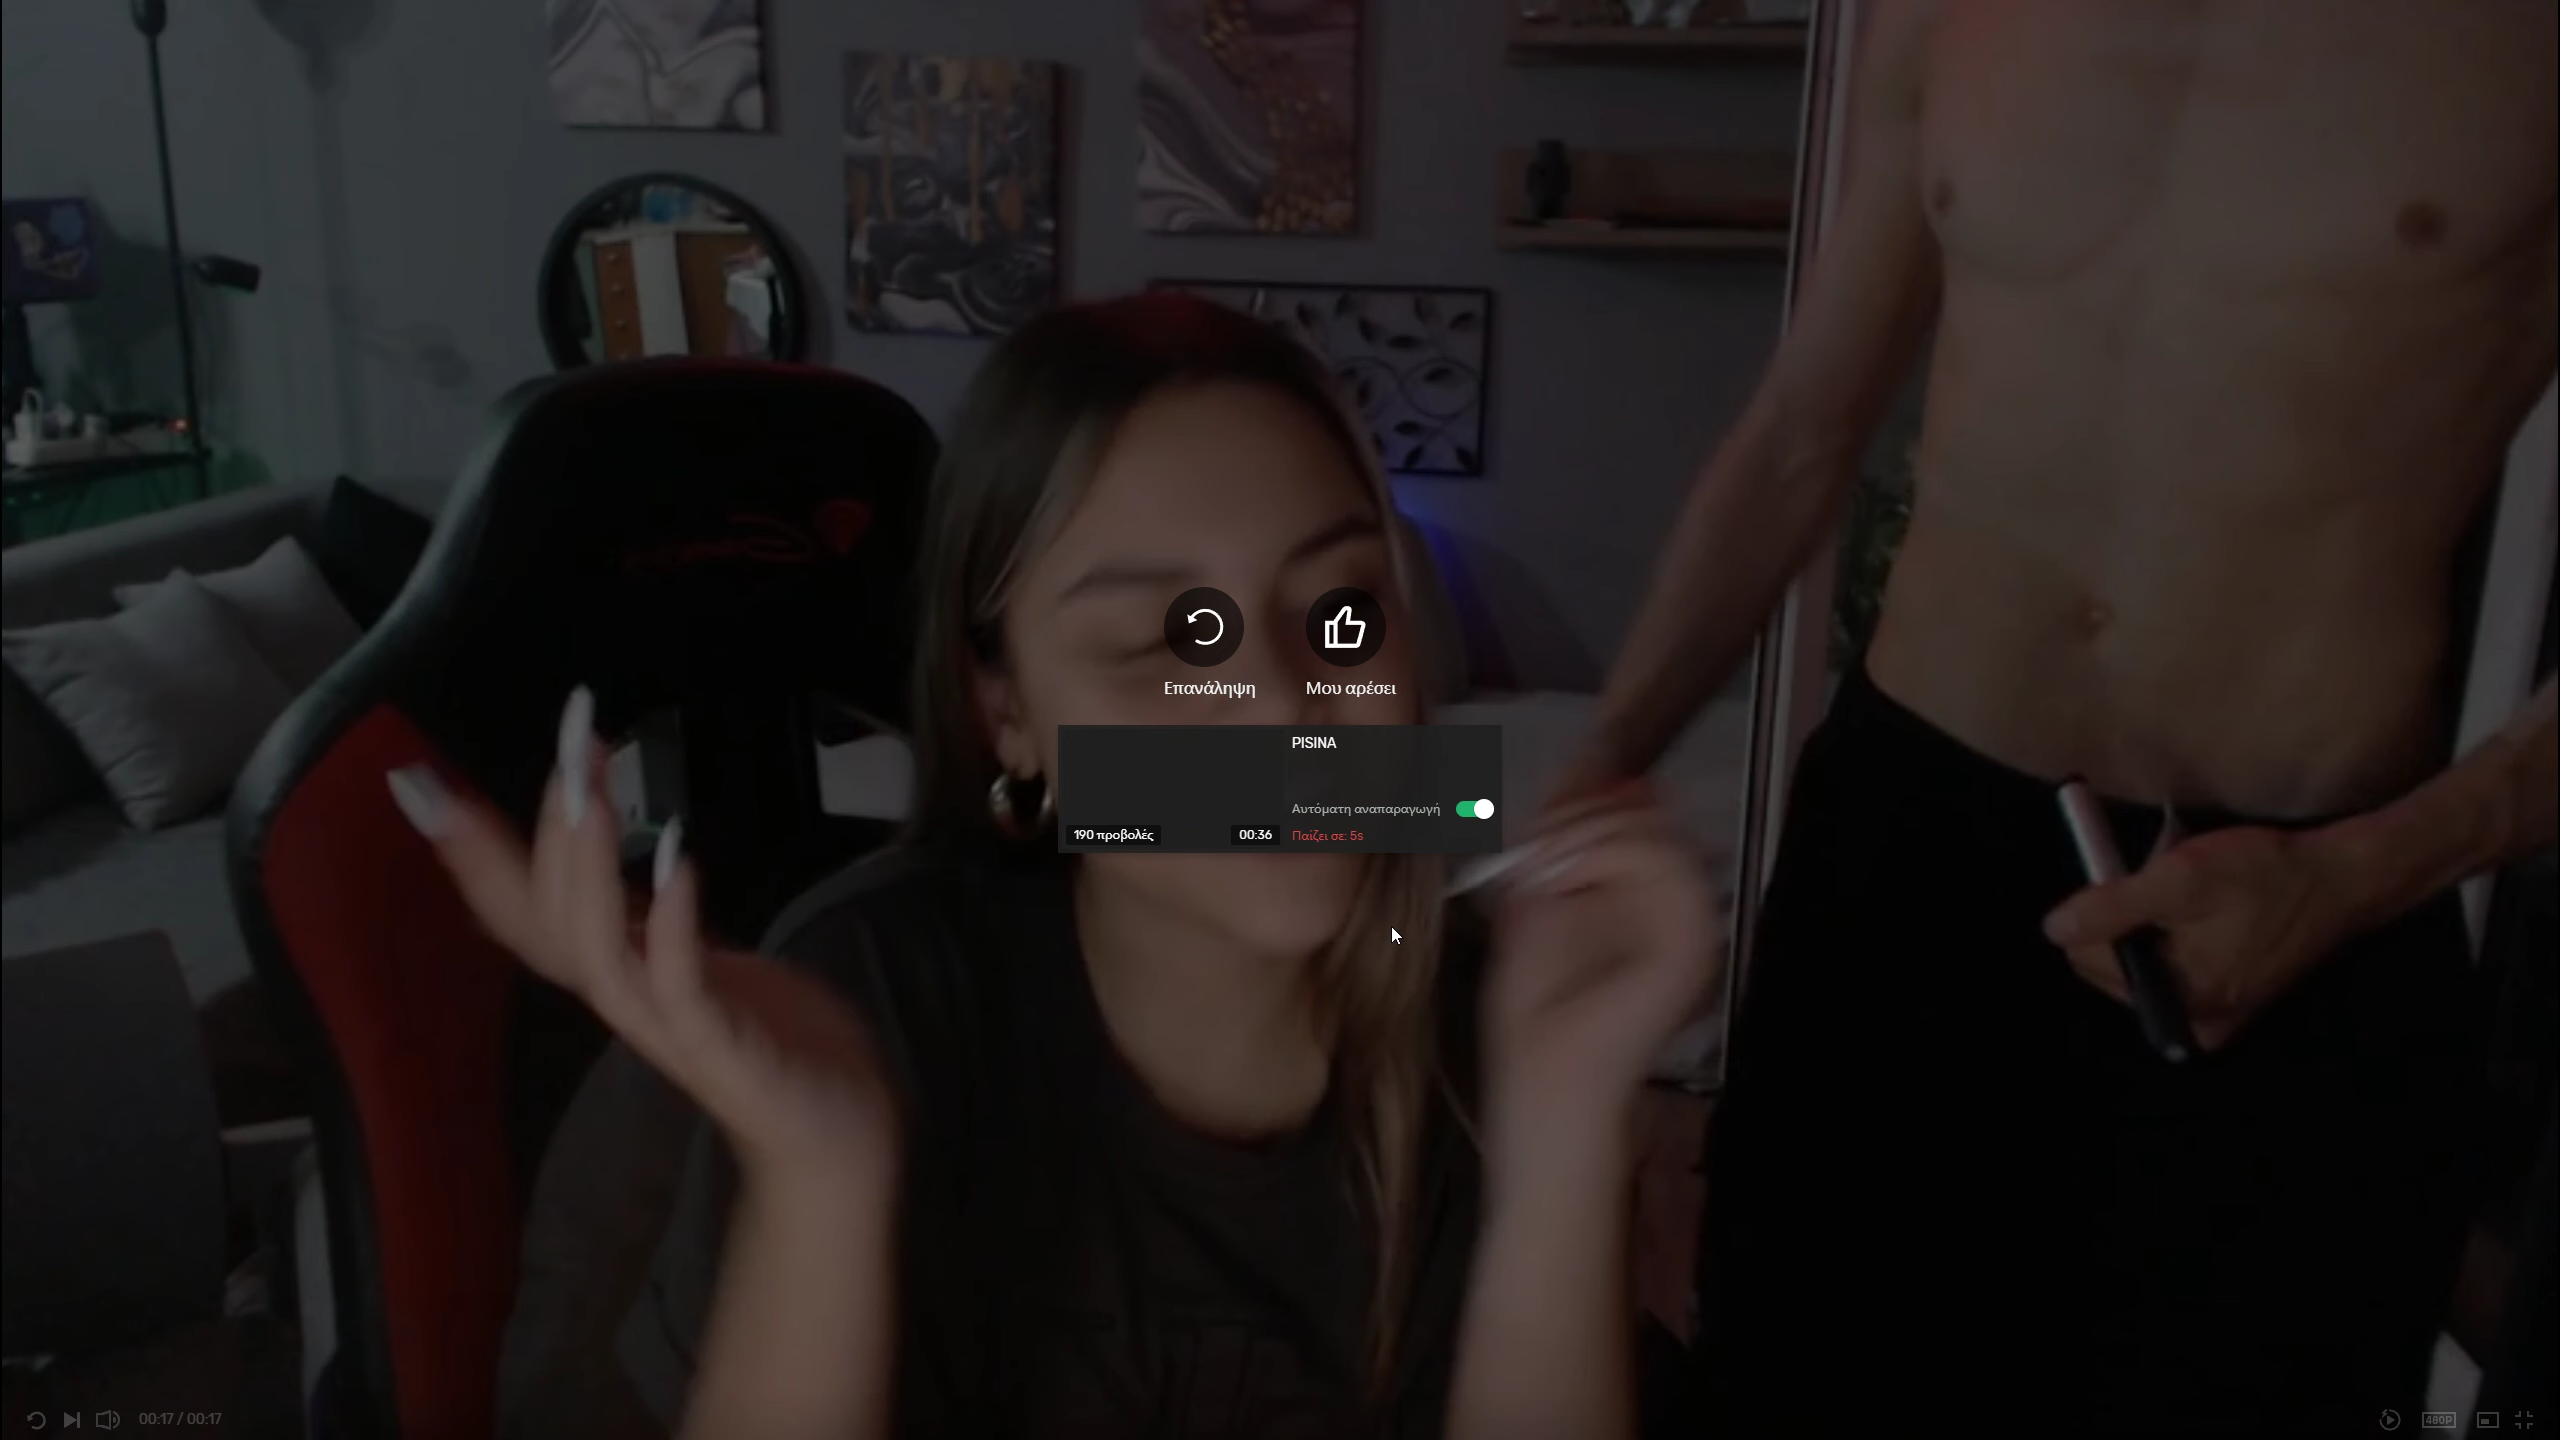 Επανάληψη
Μου αρέσει
PISINA
Αυτόματη αναπαραγωγή
190 προβολές
00:36
Παίζει σε: 5s
00:17 / 00:17
480P